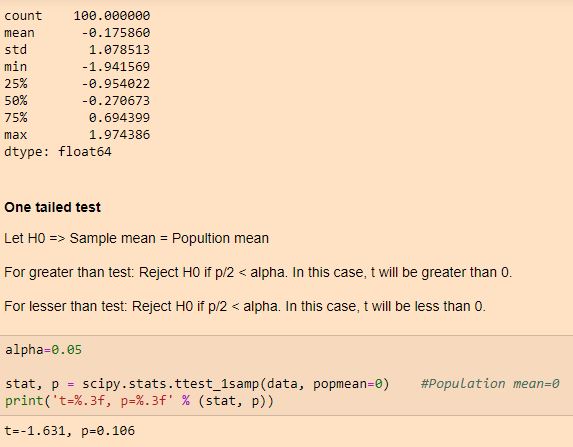 count    100.000000
mean      -0.175860
std        1.078513
min       -1.941569
25%       -0.954022
50%       -0.270673
75%        0.694399
max        1.974386
dtype: float64
One tailed test
Let H0 => Sample mean = Popultion mean
For greater than test: Reject H0 if p/2 < alpha. In this case, t will be greater than 0.
For lesser than test: Reject H0 if p/2 < alpha. In this case, t will be less than 0.
alpha=0.05
stat, p = scipy.stats.ttest_1samp(data, popmean=0)    #Population mean=0
print('t=%.3f, p=%.3f' % (stat, p))
t=-1.631, p=0.106